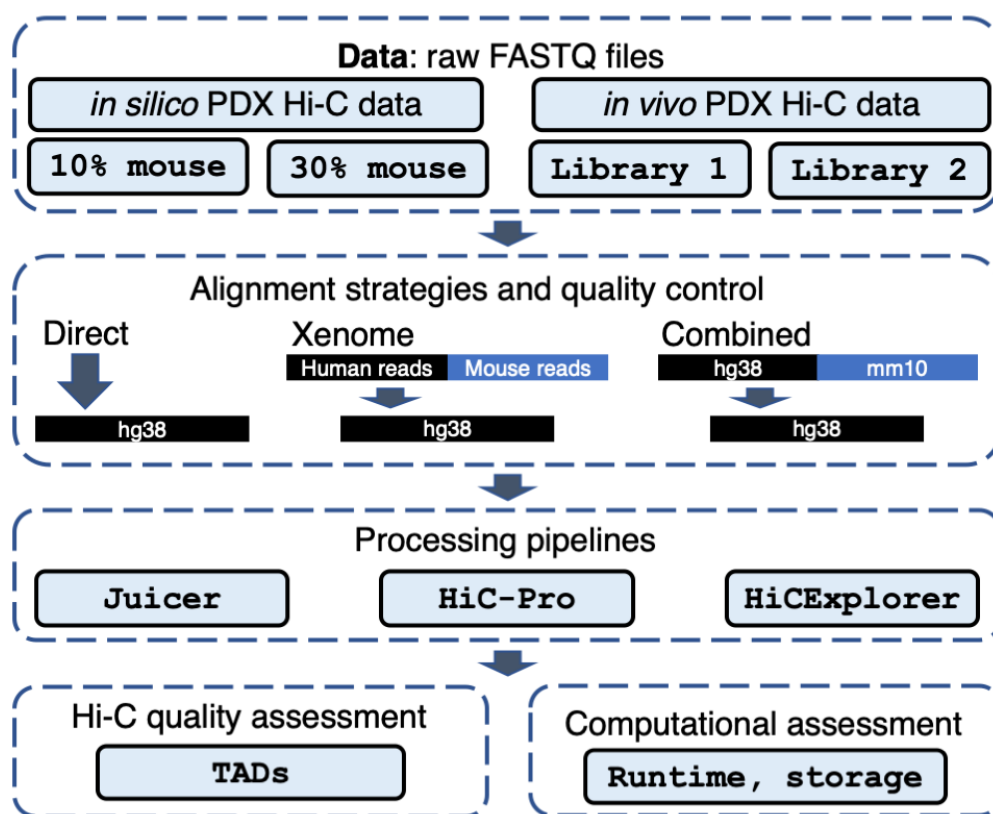 Data: raw FASTQ files
in silico PDX Hi-C data
in vivo PDX Hi-C data
10% mouse
30% mouse
Library 1
Library 2
Alignment strategies and quality control
Direct
hg38
Xenome
Human reads
Mouse reads
hg38
Combined
hg38
mm10
hg38
Processing pipelines
Juicer
HiC-Pro
HiCExplorer
Hi-C quality assessment
TADs
Computational assessment
Runtime, storage